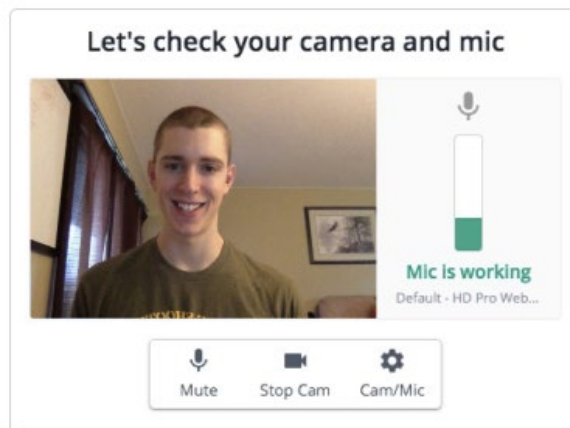 Let's check your camera and mic
Mic is working
Default - HD Pro Web...
Mute Stop Cam Cam/Mic